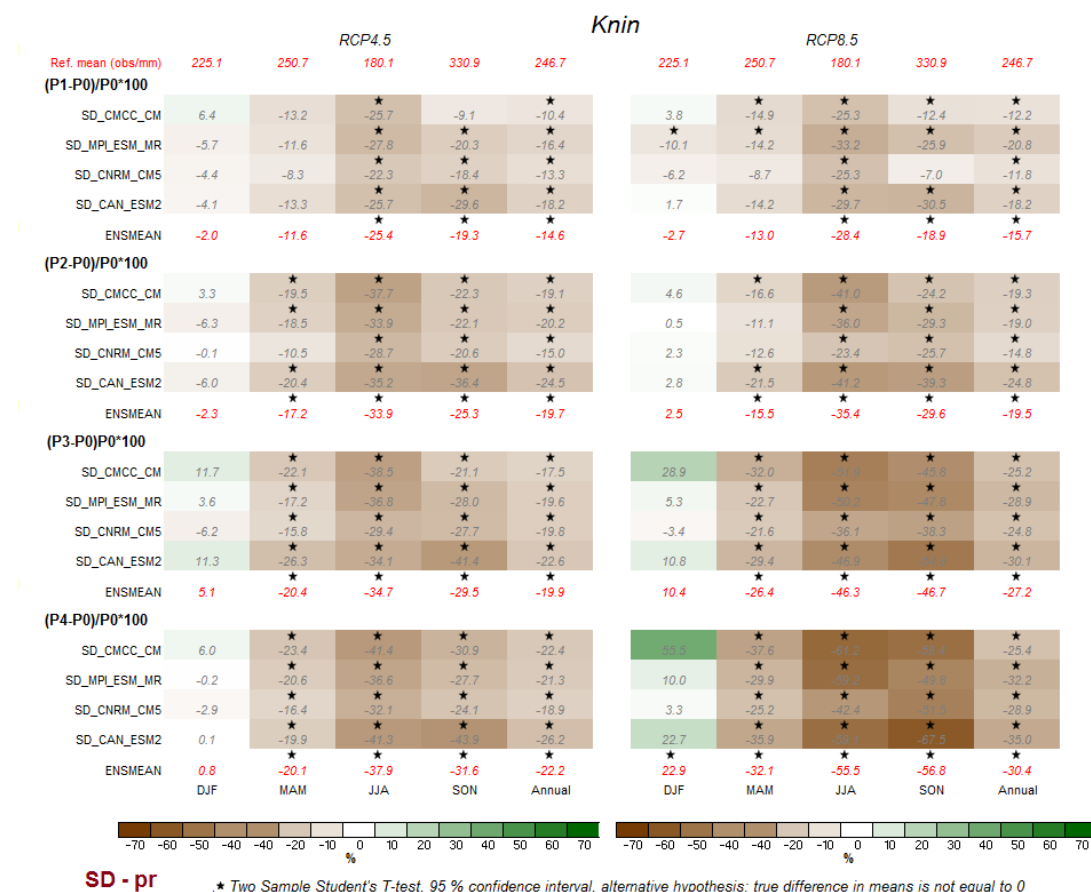 Knin
RCP4.5 RCP8.5
Ref. mean (obs/mm) 225.1 250.7 180.1 330.9 246.7 225.1 250.7 180.1 330.9 246.7
(P1-P0)/P0*100
SD_CMCC_CM 6.4 -13.2 -25.7 -9.1 -10.4 3.8 -14.9 -25.3 -12.4 -12.2
SD_MPI_ESM_MR -5.7 -11.6 -27.8 -20.3 -16.4 -10.1 -14.2 -33.2 -25.9 -20.8
SD_CNRM_CM5 -4.4 -8.3 -22.3 -18.4 -13.3 -6.2 -8.7 -25.3 -7.0 -11.8
SD_CAN_ESM2 -4.1 -13.3 -25.7 -29.6 -18.2 1.7 -14.2 -29.7 -30.5 -18.2
ENSMEAN -2.0 -11.6 -25.4 -19.3 -14.6 -2.7 -13.0 -28.4 -18.9 -15.7
(P2-P0)/P0*100
SD_CMCC_CM 3.3 -19.5 -37.7 -22.3 -19.1 4.6 -16.6 -41.0 -24.2 -19.3
SD_MPI_ESM_MR -6.3 -18.5 -33.9 -22.1 -20.2 0.5 -11.1 -36.0 -29.3 -19.0
SD_CNRM_CM5 -0.1 -10.5 -28.7 -20.6 -15.0 2.3 -12.6 -23.4 -25.7 -14.8
SD_CAN_ESM2 -6.0 -20.4 -35.2 -36.4 -24.5 2.8 -21.5 -41.2 -39.3 -24.8
ENSMEAN -2.3 -17.2 -33.9 -25.3 -19.7 2.5 -15.5 -35.4 -29.6 -19.5
(P3-P0)P0*100
SD_CMCC_CM 11.7 -22.1 -38.5 -21.1 -17.5 28.9 -32.0 -51.9 -45.8 -25.2
SD_MPI_ESM_MR 3.6 -17.2 -36.8 -28.0 -19.6 5.3 -22.7 -50.2 -47.8 -28.9
SD_CNRM_CM5 -6.2 -15.8 -29.4 -27.7 -19.8 -3.4 -21.6 -36.1 -38.3 -24.8
SD_CAN_ESM2 11.3 -26.3 -34.1 -41.4 -22.6 10.8 -29.4 -46.9 -30.1
ENSMEAN 5.1 -20.4 -34.7 -29.5 -19.9 10.4 -26.4 -46.3 -46.7 -27.2
(P4-P0)/P0*100
SD_CMCC_CM 6.0 -23.4 -41.4 -30.9 -22.4 55.5 -37.6 -61.2 -25.4
SD_MPI_ESM_MR -0.2 -20.6 -36.6 -27.7 -21.3 10.0 -29.9 -59.2 -49.8 -32.2
SD_CNRM_CM5 -2.9 -16.4 -32.1 -24.1 -18.9 3.3 -25.2 -42.4 -51.5 -28.9
SD_CAN_ESM2 0.1 -19.9 -41.3 -43.9 -26.2 22.7 -35.9 -59.1 -67.5 -35.0
ENSMEAN 0.8 -20.1 -37.9 -31.6 -22.2 22.9 -32.1 -55.5 -56.8 -30.4
DJF MAM JJA SON Annual DJF MAM JJA SON Annual
-70 -60 -50 -40 -20 -10 0 10 20 30 40 50 60 70 -70 -60 -50 -40 -20 -10 0 10 20 30 40 50 60 70
% %
SD - pr
.★ Two Sample Student's T-test, 95 % confidence interval, alternative hypothesis: true difference in means is not equal to 0